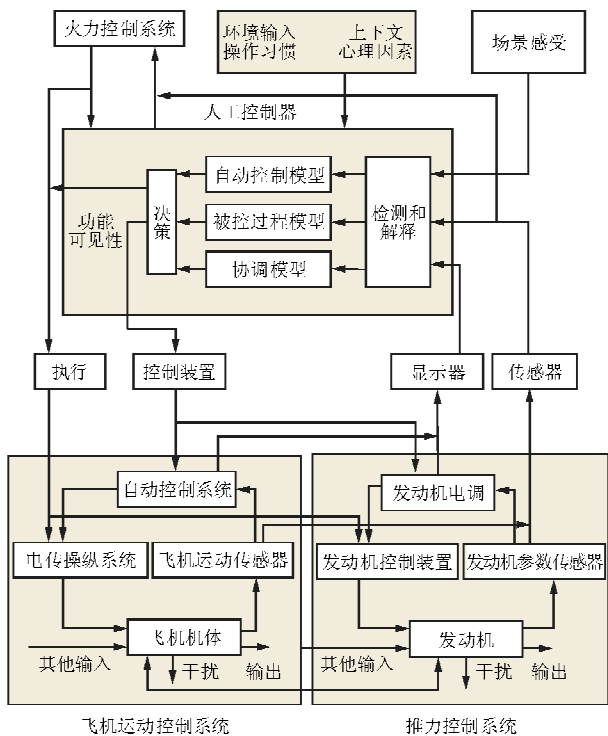 火力控制系统
环境输入 上下文
操作习惯 心理因素
场景感受
人工控制器
功能
可见性
决
策
自动控制模型
被控过程模型
协调模型
检测和
解释
执行
控制装置
显示器
传感器
自动控制系统
电传操纵系统
飞机运动传感器
飞机机体
其他输入
干扰
输出
飞机运动控制系统
发动机电调
发动机控制装置
发动机参数传感器
发动机
其他输入
干扰
输出
推力控制系统